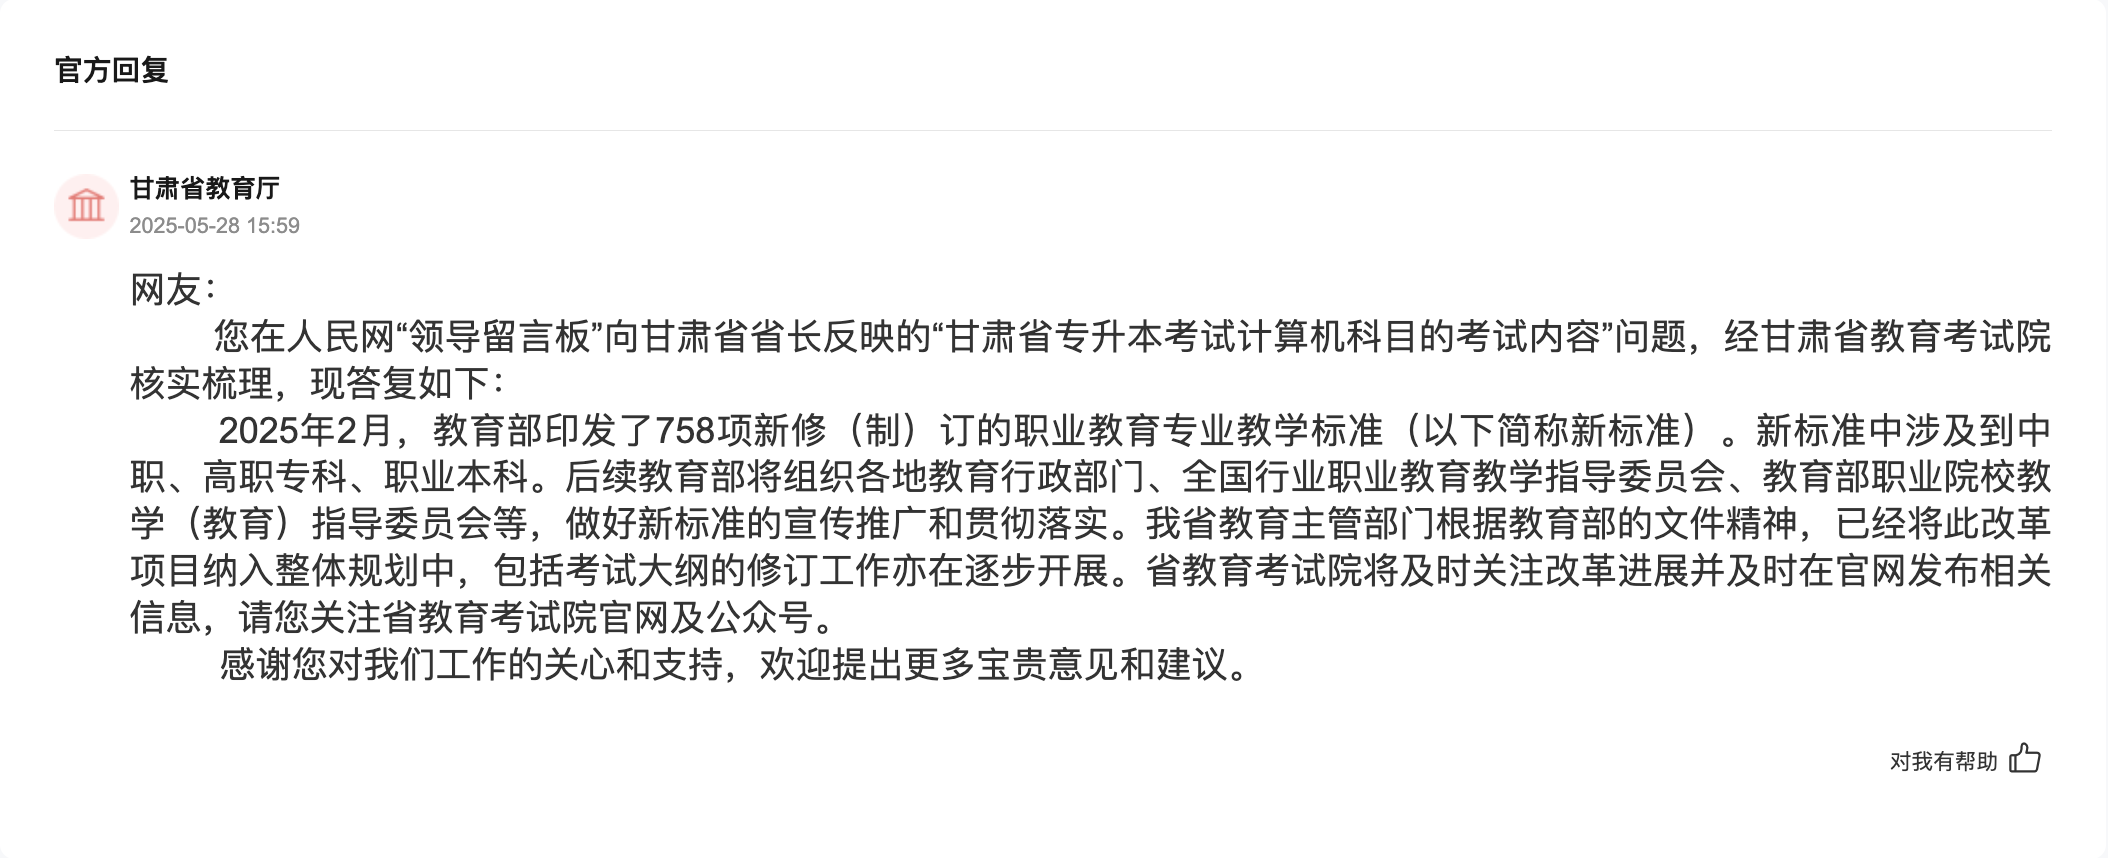 官方回复
甘肃省教育厅
2025-05-28 15:59
网友：
您在人民网“领导留言板”向甘肃省省长反映的“甘肃省专升本考试计算机科目的考试内容”问题，经甘肃省教育考试院
核实梳理，现答复如下：
2025年2月，教育部印发了758项新修（制）订的职业教育专业教学标准（以下简称新标准）。新标准中涉及到中
职、高职专科、职业本科。后续教育部将组织各地教育行政部门、全国行业职业教育教学指导委员会、教育部职业院校教
学（教育）指导委员会等，做好新标准的宣传推广和贯彻落实。我省教育主管部门根据教育部的文件精神，已经将此改革
项目纳入整体规划中，包括考试大纲的修订工作亦在逐步开展。省教育考试院将及时关注改革进展并及时在官网发布相关
信息，请您关注省教育考试院官网及公众号。
感谢您对我们工作的关心和支持，欢迎提出更多宝贵意见和建议。
对我有帮助